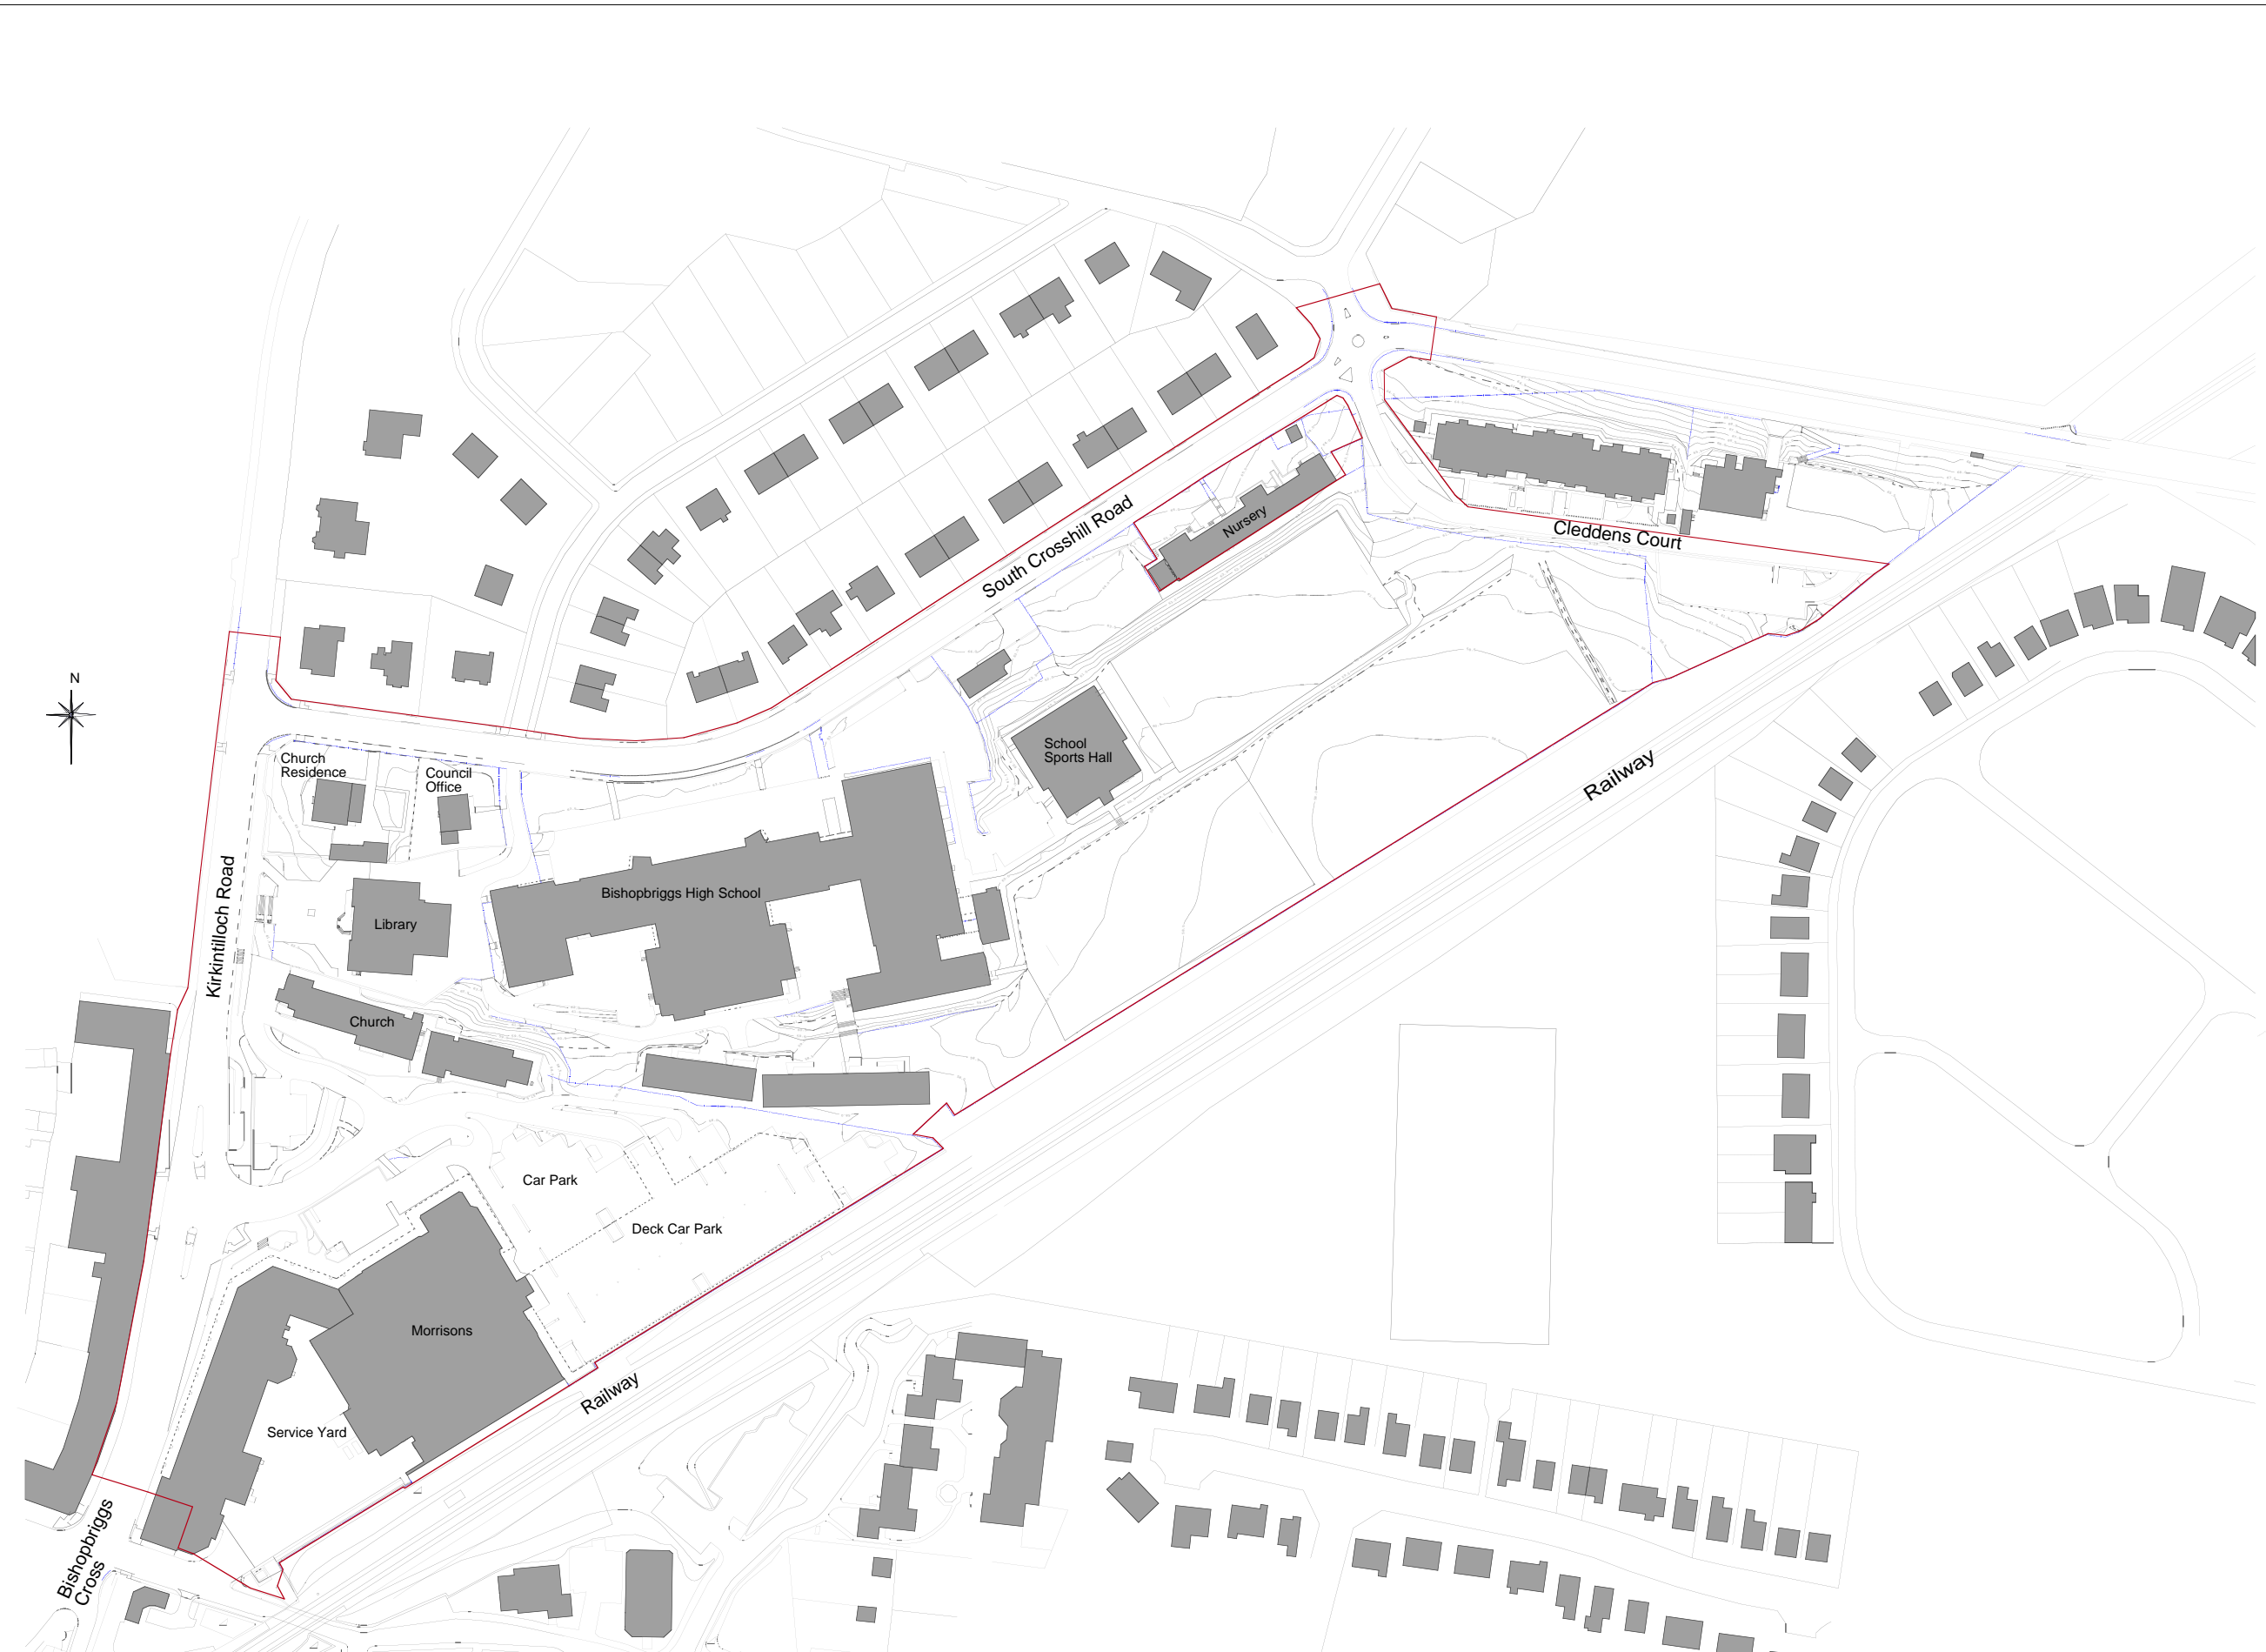 South Crosshill Road
Nursery
Cleddens Court
N
School
Sports Hall
Railway
Church
Residence
Council
Office
Kirkintilloch Road
Bishopbriggs High School
Library
Church
Car Park
Deck Car Park
Morrisons
Railway
Service Yard
Bishopbriggs
Cross